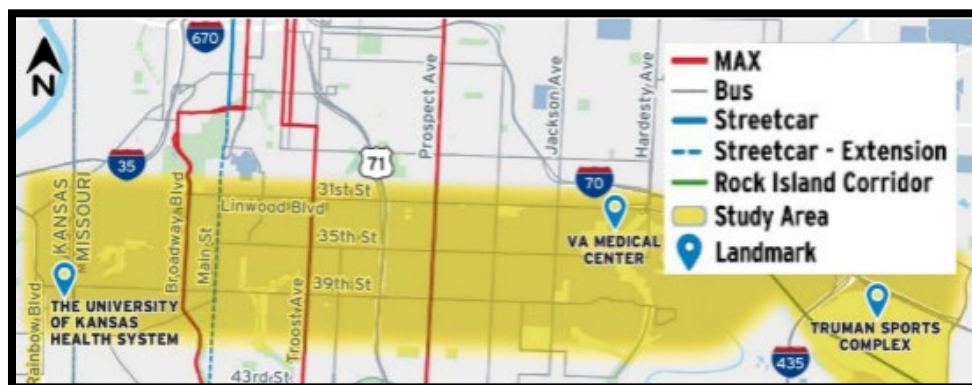 670
N
35
KANSAS
MISSOURI
Rainbow Blvd
THE UNIVERSITY
OF KANSAS
HEALTH SYSTEM
Broadway Blvd
Main St
31st St
Linwood Blvd
35th St
39th St
43rd St
Troost Ave
71
Prospect Ave
Jackson Ave
Hardesty Ave
70
VA MEDICAL
CENTER
MAX
Bus
Streetcar
Streetcar - Extension
Rock Island Corridor
Study Area
Landmark
TRUMAN SPORTS
COMPLEX
435